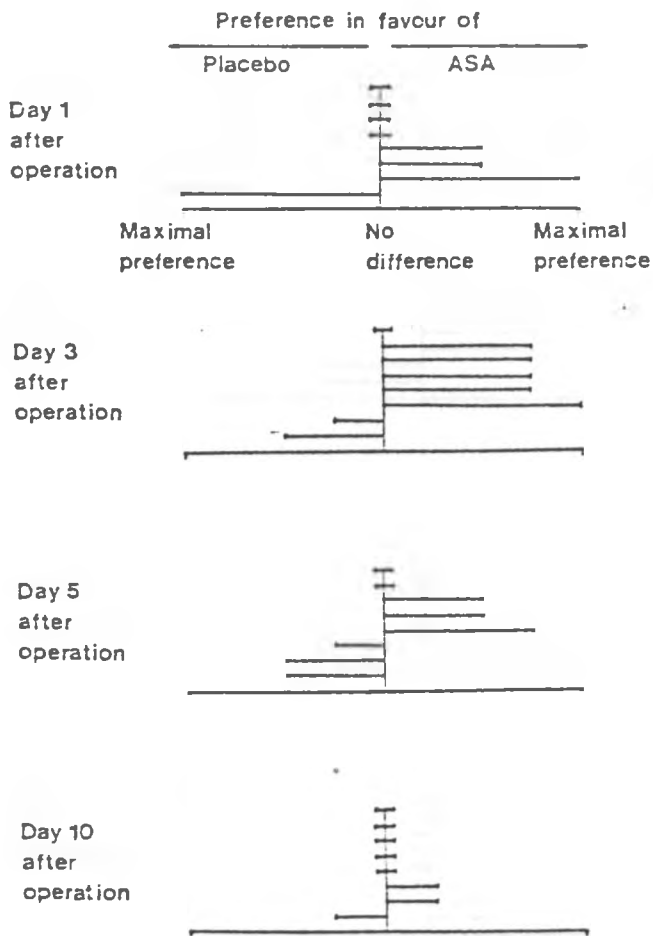 Preference in favour of
Placebo ASA
Day 1
after
operation
Maximal preference
No difference
Maximal preference
Day 3
after
operation
Day 5
after
operation
Day 10
after
operation